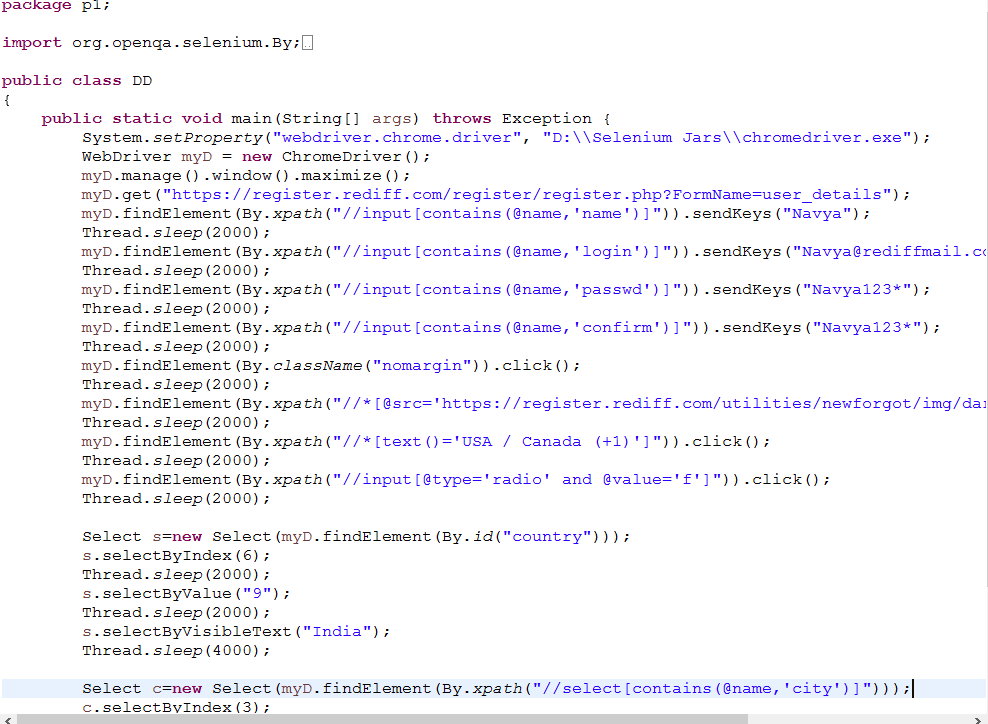 package p1;
import org.openqa.selenium.By;
public class DD
{
public static void main(String[] args) throws Exception {
System.setProperty("webdriver.chrome.driver", "D:\\Selenium Jars\\chromedriver.exe");
WebDriver myD = new ChromeDriver();
myD.manage().window().maximize();
myD.get("https://register.rediff.com/register/register.php?FormName=user_details");
myD.findElement(By.xpath("//input[contains(@name,'name')]")).sendKeys("Navya");
Thread.sleep(2000);
myD.findElement(By.xpath("//input[contains(@name,'login')]")).sendKeys("Navya@rediffmail.co
Thread.sleep(2000);
myD.findElement(By.xpath("//input[contains(@name,'passwd')]")).sendKeys("Navya123*");
Thread.sleep(2000);
myD.findElement(By.xpath("//input[contains(@name,'confirm')]")).sendKeys("Navya123*");
Thread.sleep(2000);
myD.findElement(By.className("nomargin")).click();
Thread.sleep(2000);
myD.findElement(By.xpath("//*[@src='https://register.rediff.com/utilities/newforgot/img/dar
Thread.sleep(2000);
myD.findElement(By.xpath("//*[text()='USA / Canada (+1)']")).click();
Thread.sleep(2000);
myD.findElement(By.xpath("//input[@type='radio' and @value='f']")).click();
Thread.sleep(2000);
Select s=new Select(myD.findElement(By.id("country")));
s.selectByIndex(6);
Thread.sleep(2000);
s.selectByValue("9");
Thread.sleep(2000);
s.selectByVisibleText("India");
Thread.sleep(4000);
Select c=new Select(myD.findElement(By.xpath("//select[contains(@name,'city')]")));
c.selectByIndex(3);